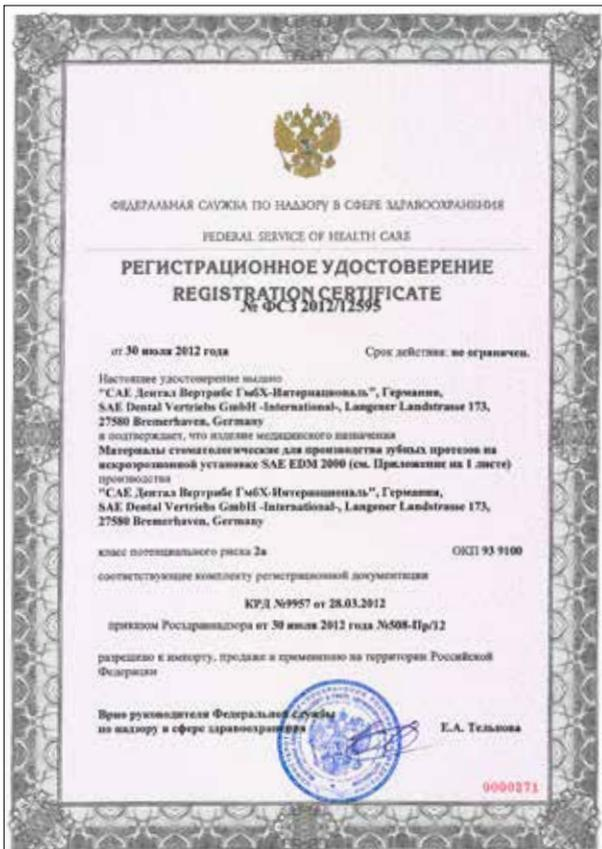 ФЕДЕРАЛЬНАЯ СЛУЖБА ПО НАДЗОРУ В СФЕРЕ ЗДРАВООХРАНЕНИЯ
FEDERAL SERVICE OF HEALTH CARE
РЕГИСТРАЦИОННОЕ УДОСТОВЕРЕНИЕ
REGISTRATION CERTIFICATE
№ ФСЗ 2012/12595
от 30 июля 2012 года Срок действия: не ограничен.
Настоящее удостоверение выдано
"САЕ Дентал Вертрибс ГмбХ-Интернациональ", Германия,
SAE Dental Vertriebs GmbH -International-, Langener Landstrasse 173,
27580 Bremerhaven, Germany
и подтверждает, что изделие медицинского назначения
Материалы стоматологические для производства зубных протезов на
искроэрозионной установке SAE EDM 2000 (см. Приложение на 1 листе)
производства
"САЕ Дентал Вертрибс ГмбХ-Интернациональ", Германия,
SAE Dental Vertriebs GmbH -International-, Langener Landstrasse 173,
27580 Bremerhaven, Germany
класс потенциального риска 2а ОКП 93 9100
соответствующее комплекту регистрационной документации
КРД №9957 от 28.03.2012
приказом Росздравнадзора от 30 июля 2012 года №508-Пр/12
разрешено к импорту, продаже и применению на территории Российской
Федерации
Врио руководителя Федеральной службы
по надзору в сфере здравоохранения Е.А. Тельнова
0000271